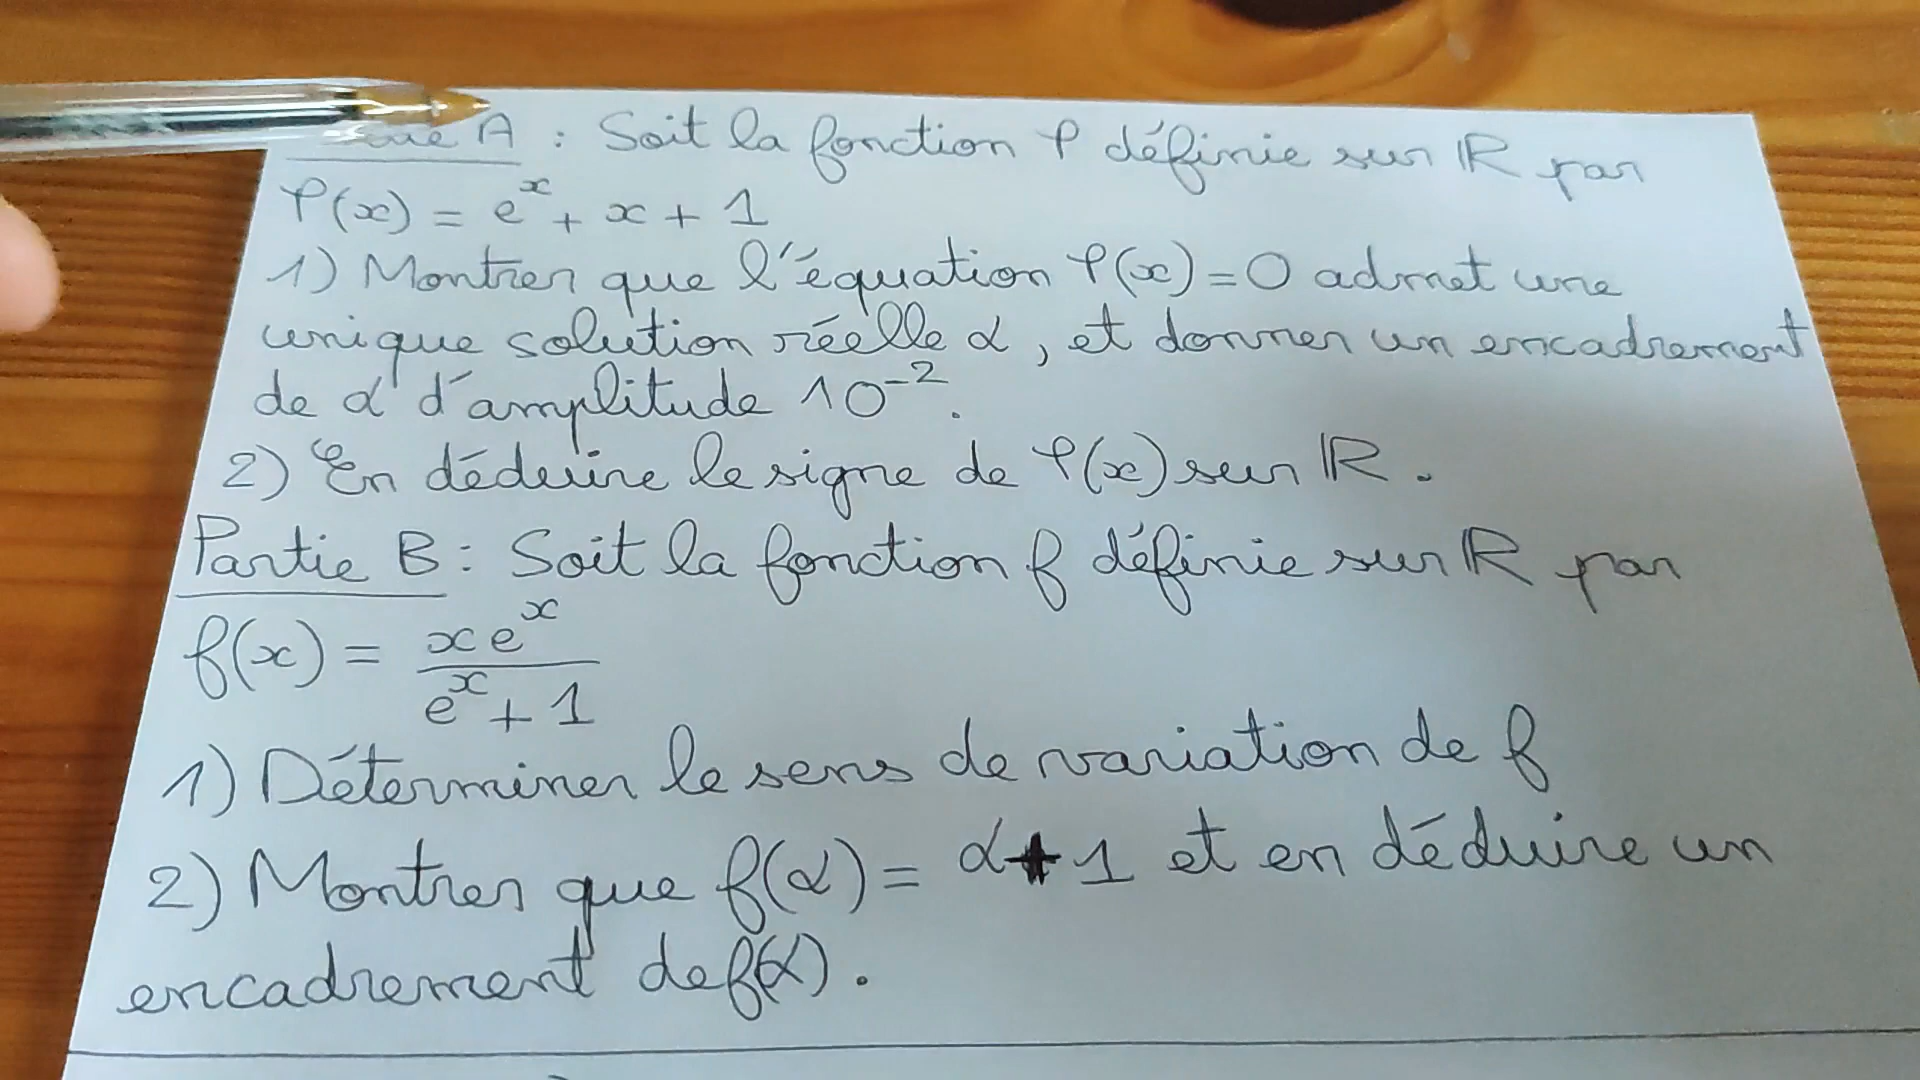 A : Soit la fonction φ définie sur ℝ par
φ(x) = e^x + x + 1
1) Montrer que l'équation φ(x) = 0 admet une
unique solution réelle α, et donner un encadrement
de α d'amplitude 10^-2.
2) En déduire le signe de φ(x) sur ℝ.
Partie B : Soit la fonction f définie sur ℝ par
f(x) = xe^x / (e^x + 1)
1) Déterminer le sens de variation de f
2) Montrer que f(α) = α + 1 et en déduire un
encadrement de f(α).